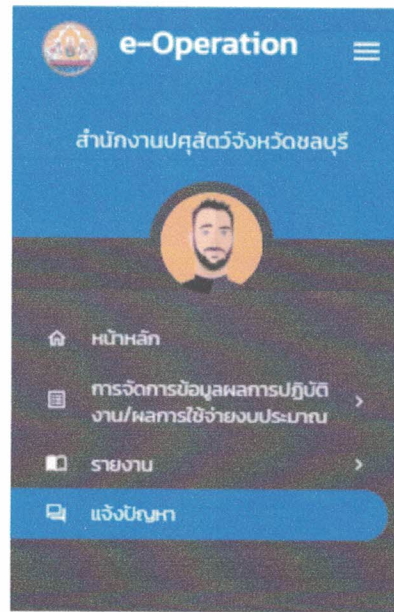 e-Operation
สำนักงานปศุสัตว์จังหวัดชลบุรี
หน้าหลัก
การจัดการข้อมูลผลการปฏิบัติ
งาน/ผลการใช้จ่ายงบประมาณ
รายงาน
แจ้งปัญหา